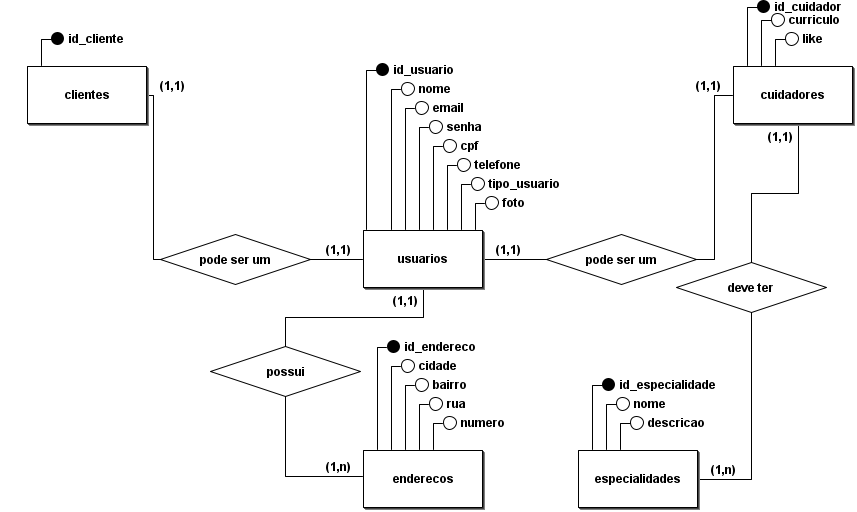 id_cliente
clientes
(1,1)
id_usuario
nome
email
senha
cpf
telefone
tipo_usuario
foto
id_cuidador
curriculo
like
(1,1)
cuidadores
(1,1)
pode ser um
(1,1)
usuarios
(1,1)
pode ser um
(1,1)
deve ter
possui
id_endereco
cidade
bairro
rua
numero
(1,n)
enderecos
id_especialidade
nome
descricao
especialidades
(1,n)